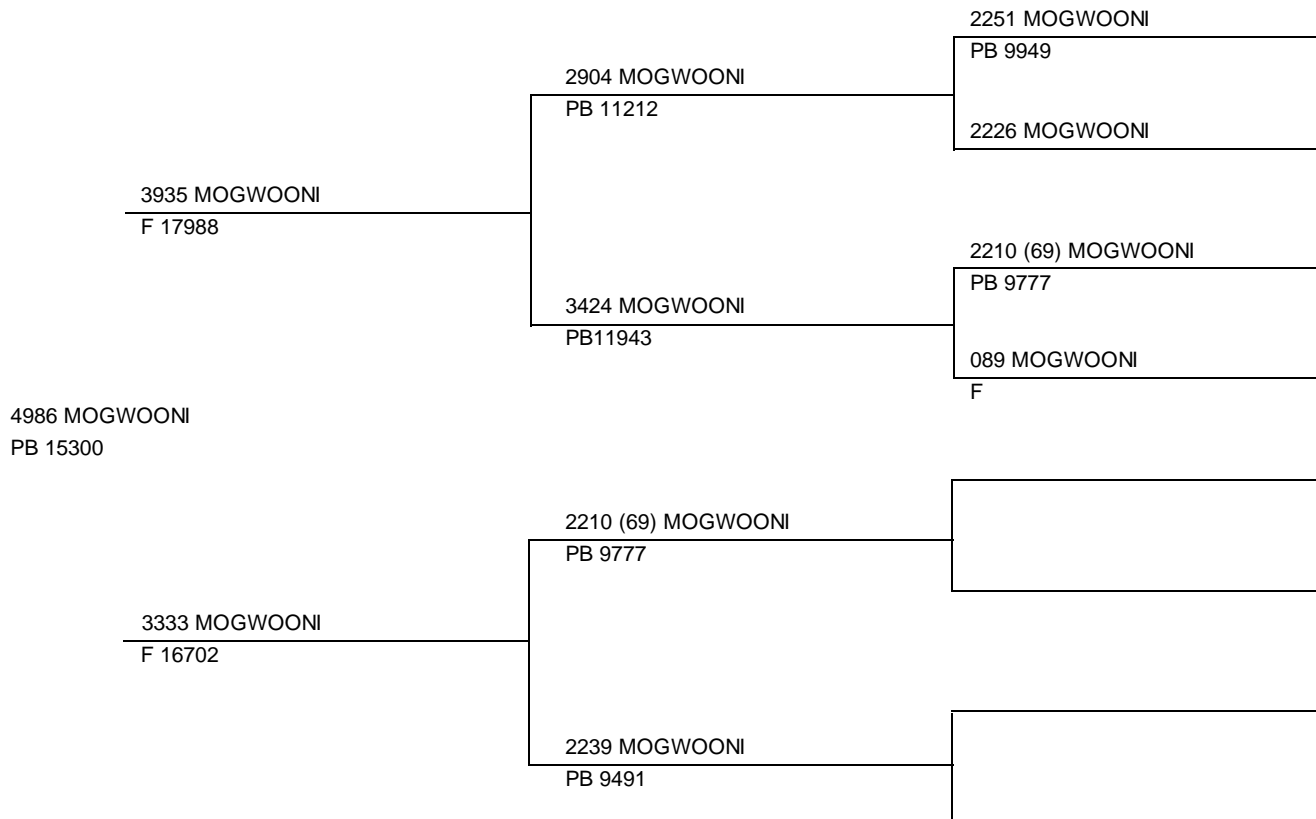 2251 MOGWOONI
PB 9949
2904 MOGWOONI
PB 11212
2226 MOGWOONI
3935 MOGWOONI
F 17988
2210 (69) MOGWOONI
PB 9777
3424 MOGWOONI
PB11943
089 MOGWOONI
F
4986 MOGWOONI
PB 15300
2210 (69) MOGWOONI
PB 9777
3333 MOGWOONI
F 16702
2239 MOGWOONI
PB 9491